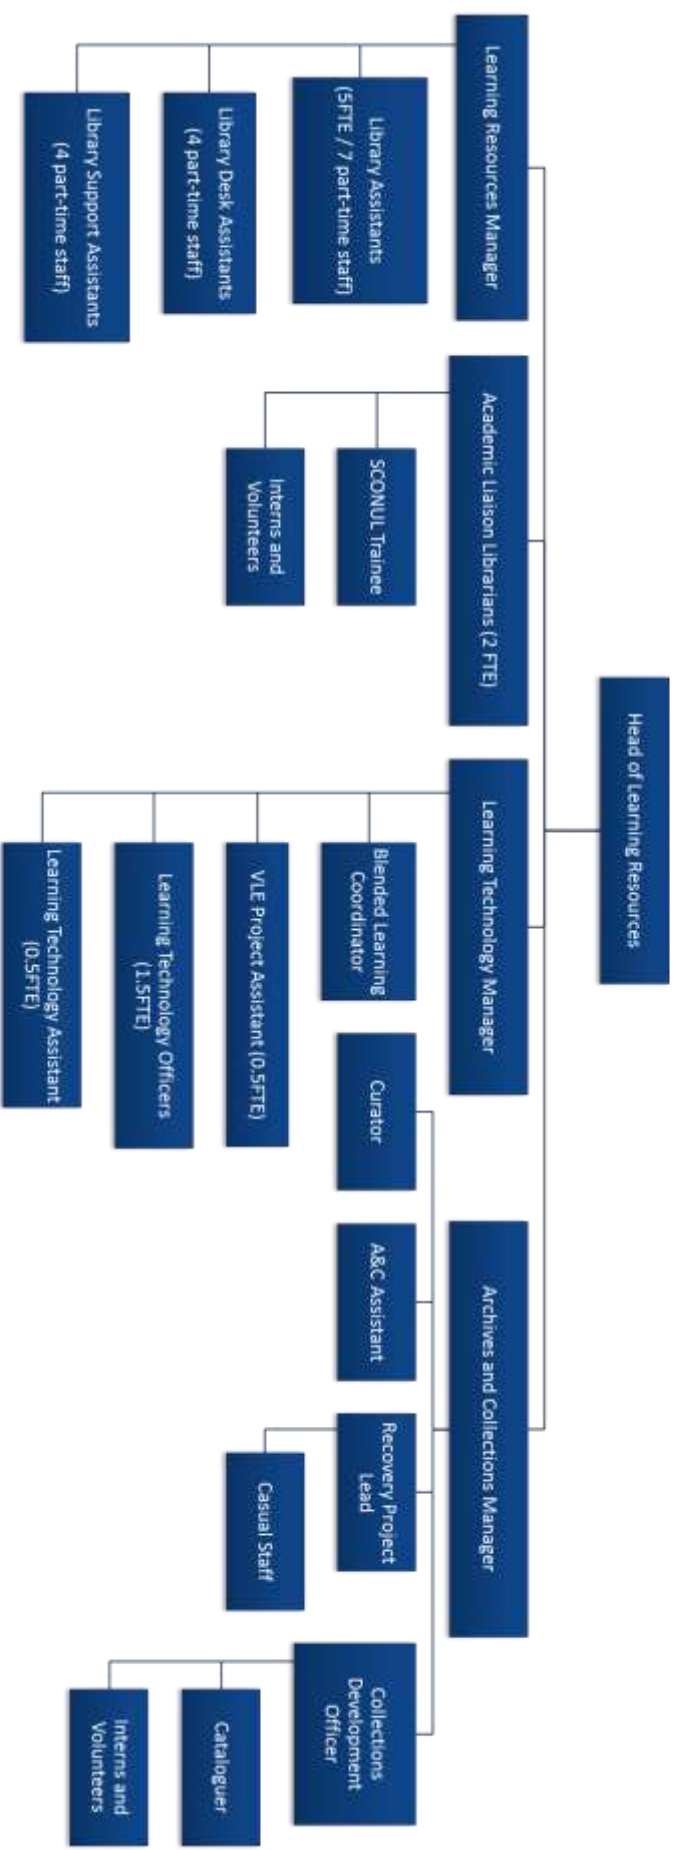 Head of Learning Resources
Learning Resources Manager
Library Assistants
(5FTE / 7 part-time staff)
Library Desk Assistants
(4 part-time staff)
Library Support Assistants
(4 part-time staff)
Academic Liaison Librarians (2 FTE)
SCONUL Trainee
Interns and
Volunteers
Learning Technology Manager
Blended Learning
Coordinator
VLE Project Assistant (0.5FTE)
Learning Technology Officers
(1.5FTE)
Learning Technology Assistant
(0.5FTE)
Archives and Collections Manager
Curator
A&C Assistant
Recovery Project
Lead
Casual Staff
Collections
Development
Officer
Cataloguer
Interns and
Volunteers